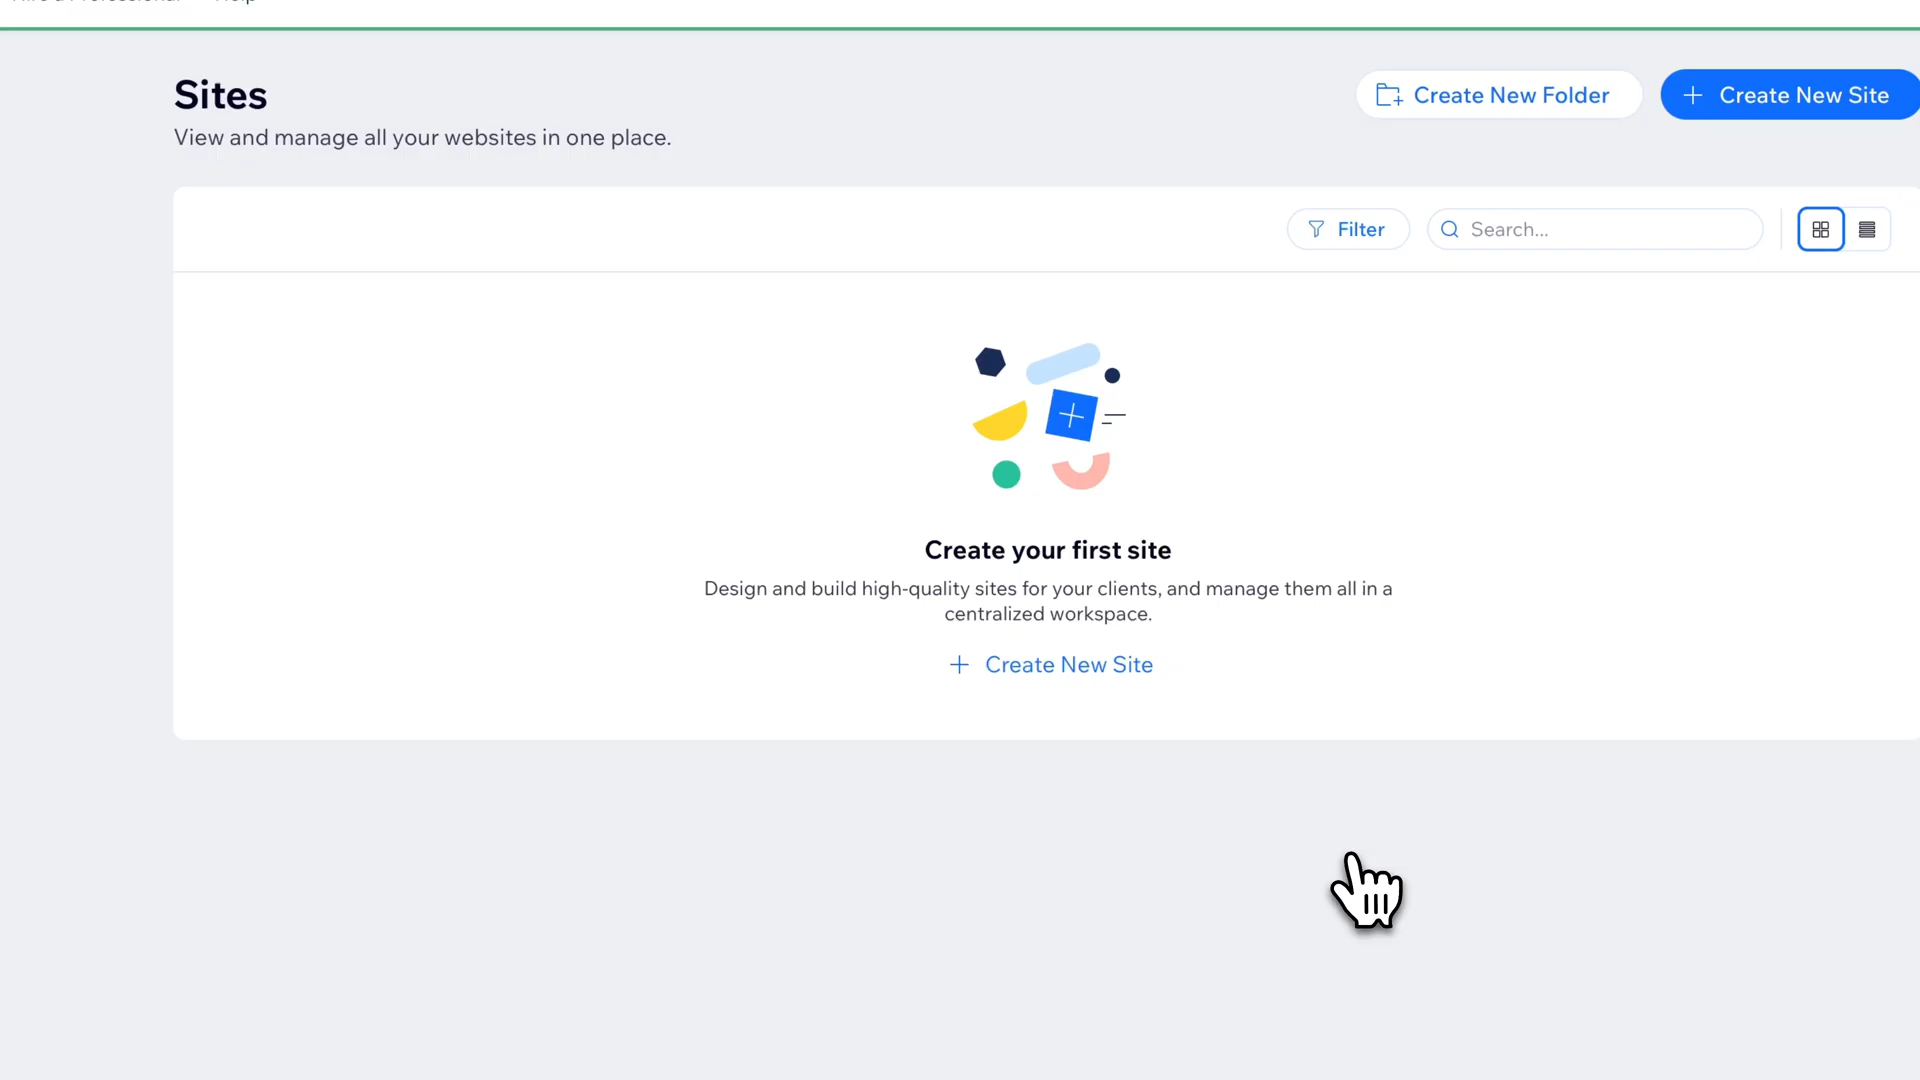 Sites
View and manage all your websites in one place.
Create New Folder
Create New Site
Filter
Search...
Create your first site
Design and build high-quality sites for your clients, and manage them all in a
centralized workspace.
Create New Site